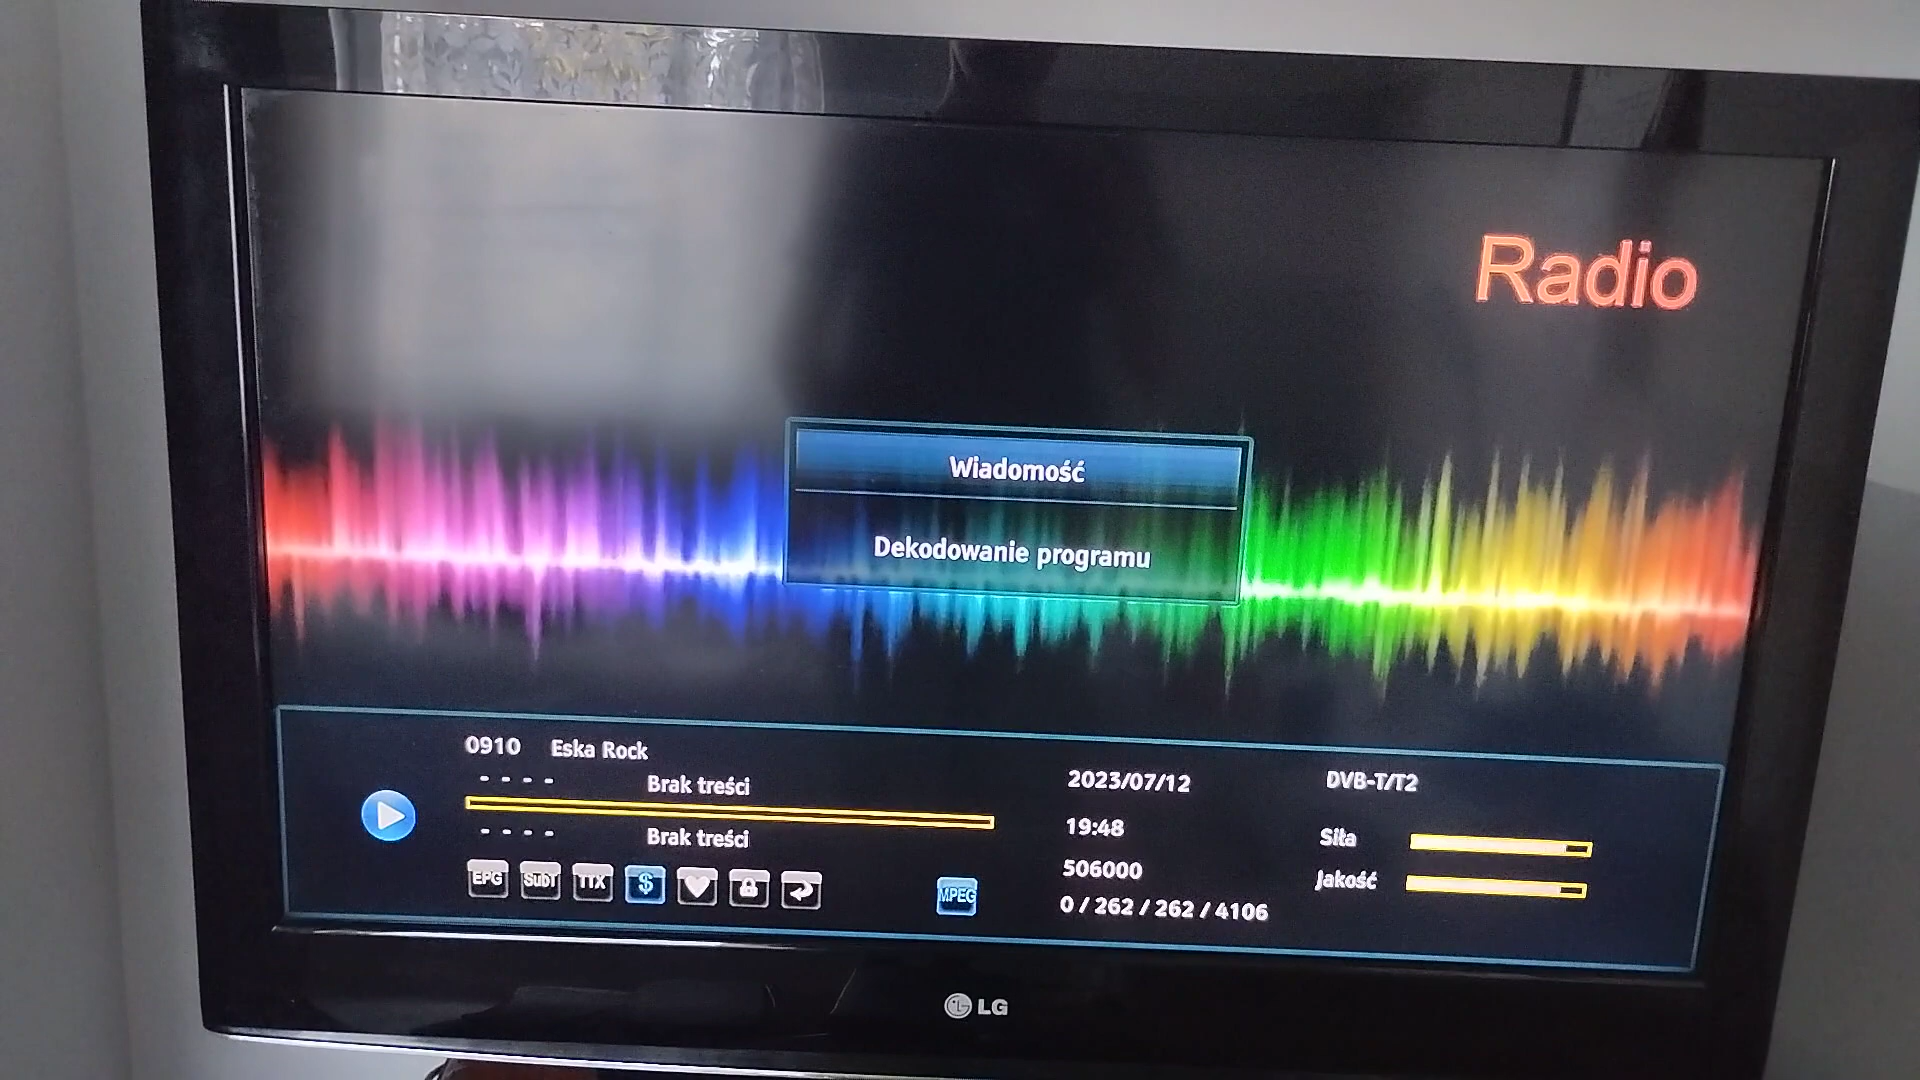 Radio
Wiadomość
Dekodowanie programu
0910 Eska Rock
- - - - Brak treści
- - - - Brak treści
EPG SubT TTX $
MPEG
2023/07/12
19:48
506000
0 / 262 / 262 / 4106
DVB-T/T2
Siła
Jakość
LG